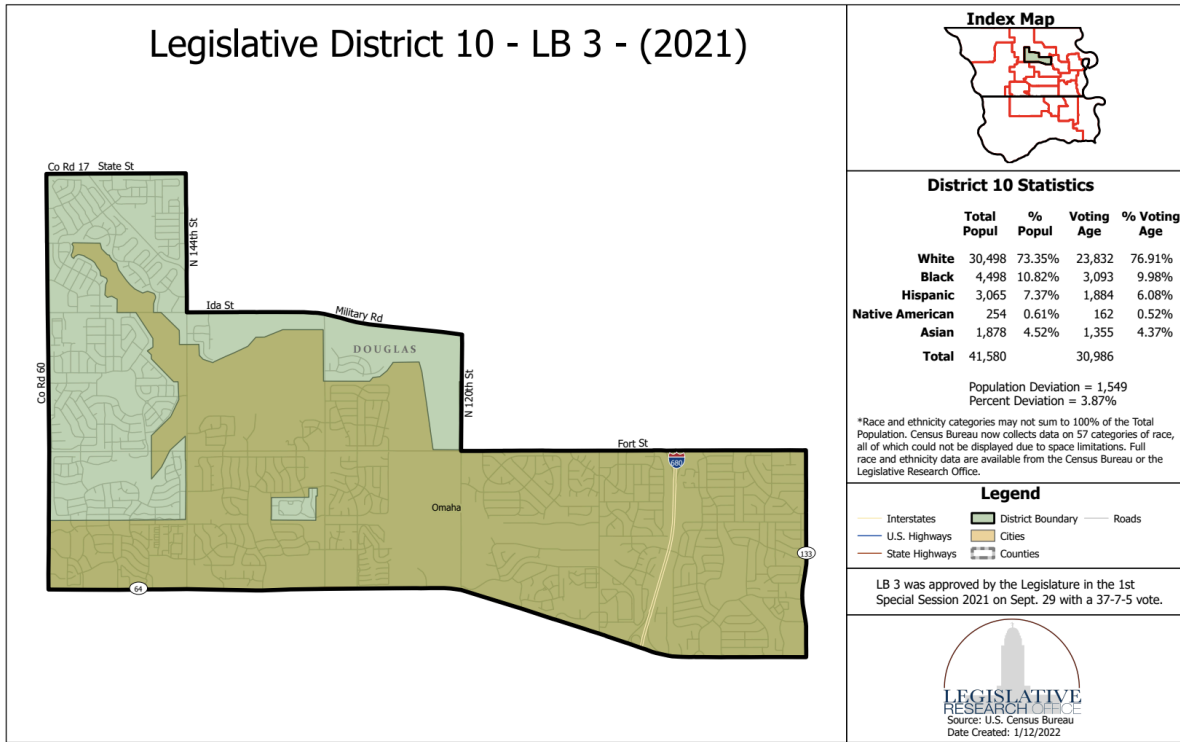 Legislative District 10 - LB 3 - (2021)
Co Rd 17 State St
N 144th St
Ida St
Military Rd
DOUGLAS
Co Rd 60
N 120th St
Fort St
680
Omaha
133
64
Index Map
District 10 Statistics
Total Popul % Popul Voting Age % Voting Age
White 30,498 73.35% 23,832 76.91%
Black 4,498 10.82% 3,093 9.98%
Hispanic 3,065 7.37% 1,884 6.08%
Native American 254 0.61% 162 0.52%
Asian 1,878 4.52% 1,355 4.37%
Total 41,580 30,986
Population Deviation = 1,549
Percent Deviation = 3.87%
*Race and ethnicity categories may not sum to 100% of the Total
Population. Census Bureau now collects data on 57 categories of race,
all of which could not be displayed due to space limitations. Full
race and ethnicity data are available from the Census Bureau or the
Legislative Research Office.
Legend
Interstates District Boundary Roads
U.S. Highways Cities
State Highways Counties
LB 3 was approved by the Legislature in the 1st
Special Session 2021 on Sept. 29 with a 37-7-5 vote.
LEGISLATIVE
RESEARCH OFFICE
Source: U.S. Census Bureau
Date Created: 1/12/2022